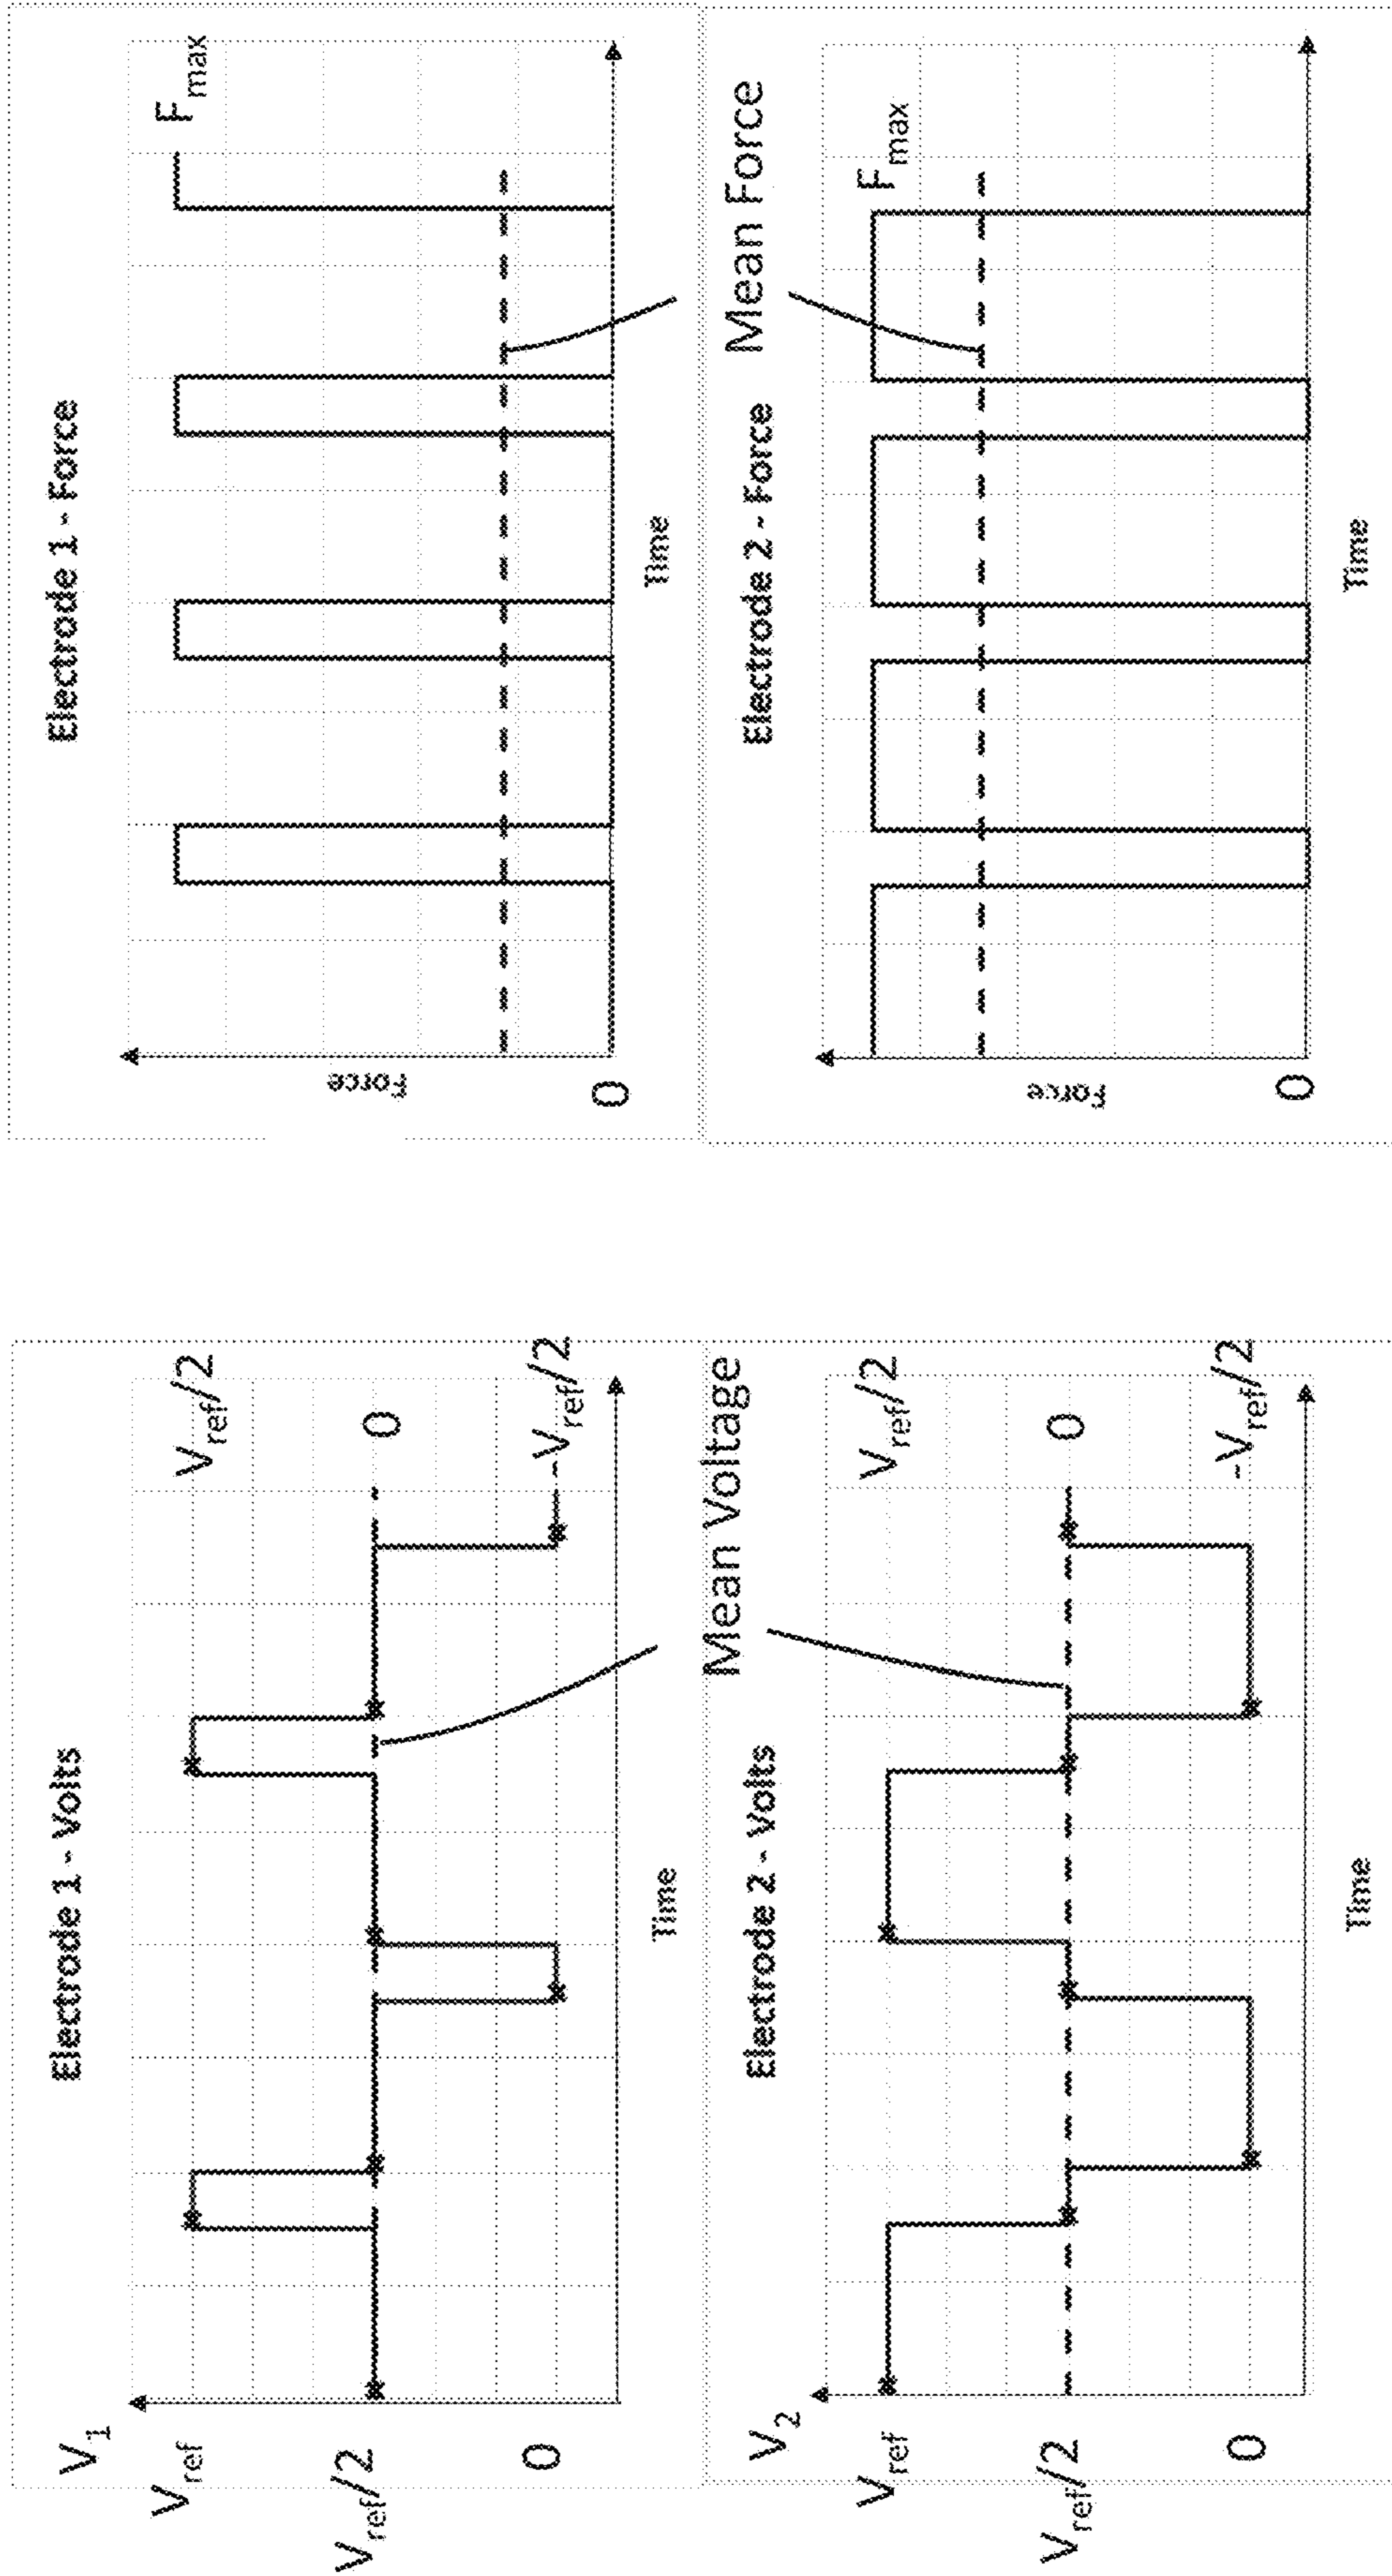 Electrode 1 - Volts
V1
Vref
Vref/2
0
Vref/2
0
-Vref/2
Time
Mean Voltage
Electrode 2 - Volts
V2
Vref
Vref/2
0
Vref/2
0
-Vref/2
Time
Electrode 1 - Force
Force
0
Fmax
Time
Mean Force
Electrode 2 - Force
Force
0
Fmax
Time